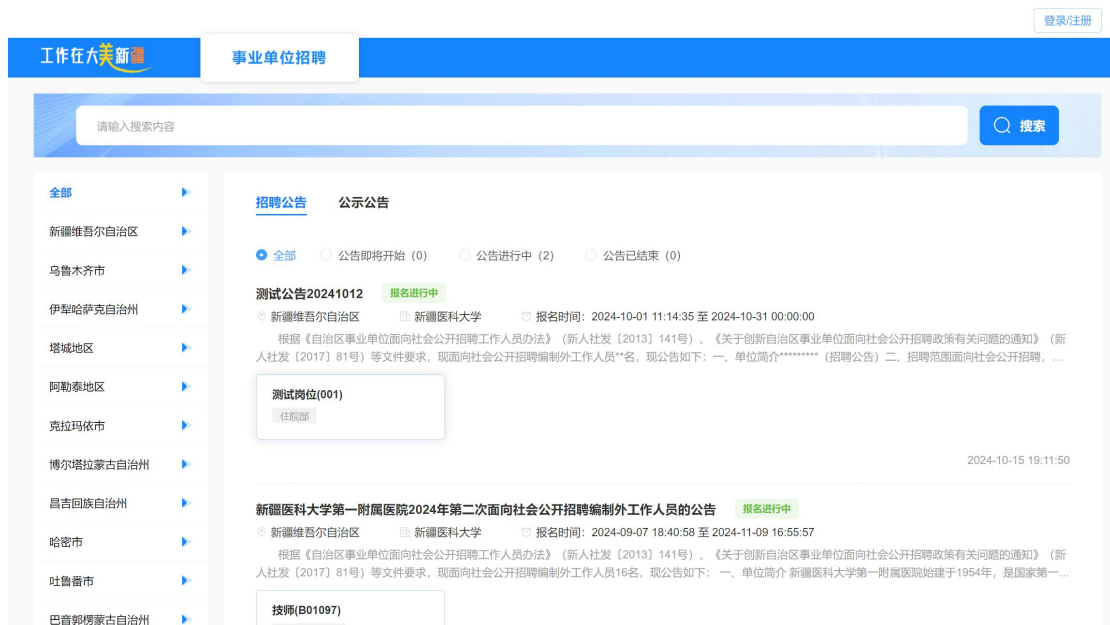 登录/注册
工作在大美新疆
事业单位招聘
请输入搜索内容
搜索
全部
新疆维吾尔自治区
乌鲁木齐市
伊犁哈萨克自治州
塔城地区
阿勒泰地区
克拉玛依市
博尔塔拉蒙古自治州
昌吉回族自治州
哈密市
吐鲁番市
巴音郭楞蒙古自治州
招聘公告 公示公告
全部 公告即将开始（0） 公告进行中（2） 公告已结束（0）
测试公告20241012 报名进行中
新疆维吾尔自治区 新疆医科大学 报名时间：2024-10-01 11:14:35 至 2024-10-31 00:00:00
根据《自治区事业单位面向社会公开招聘工作人员办法》（新人社发〔2013〕141号）、《关于创新自治区事业单位面向社会公开招聘政策有关问题的通知》（新
人社发〔2017〕81号）等文件要求，现面向社会公开招聘编制外工作人员**名，现公告如下：一、单位简介*********（招聘公告）二、招聘范围面向社会公开招聘，...
测试岗位(001)
住院部
2024-10-15 19:11:50
新疆医科大学第一附属医院2024年第二次面向社会公开招聘编制外工作人员的公告 报名进行中
新疆维吾尔自治区 新疆医科大学 报名时间：2024-09-07 18:40:58 至 2024-11-09 16:55:57
根据《自治区事业单位面向社会公开招聘工作人员办法》（新人社发〔2013〕141号）、《关于创新自治区事业单位面向社会公开招聘政策有关问题的通知》（新
人社发〔2017〕81号）等文件要求，现面向社会公开招聘编制外工作人员16名，现公告如下： 一、单位简介 新疆医科大学第一附属医院始建于1954年，是国家第一...
技师(B01097)